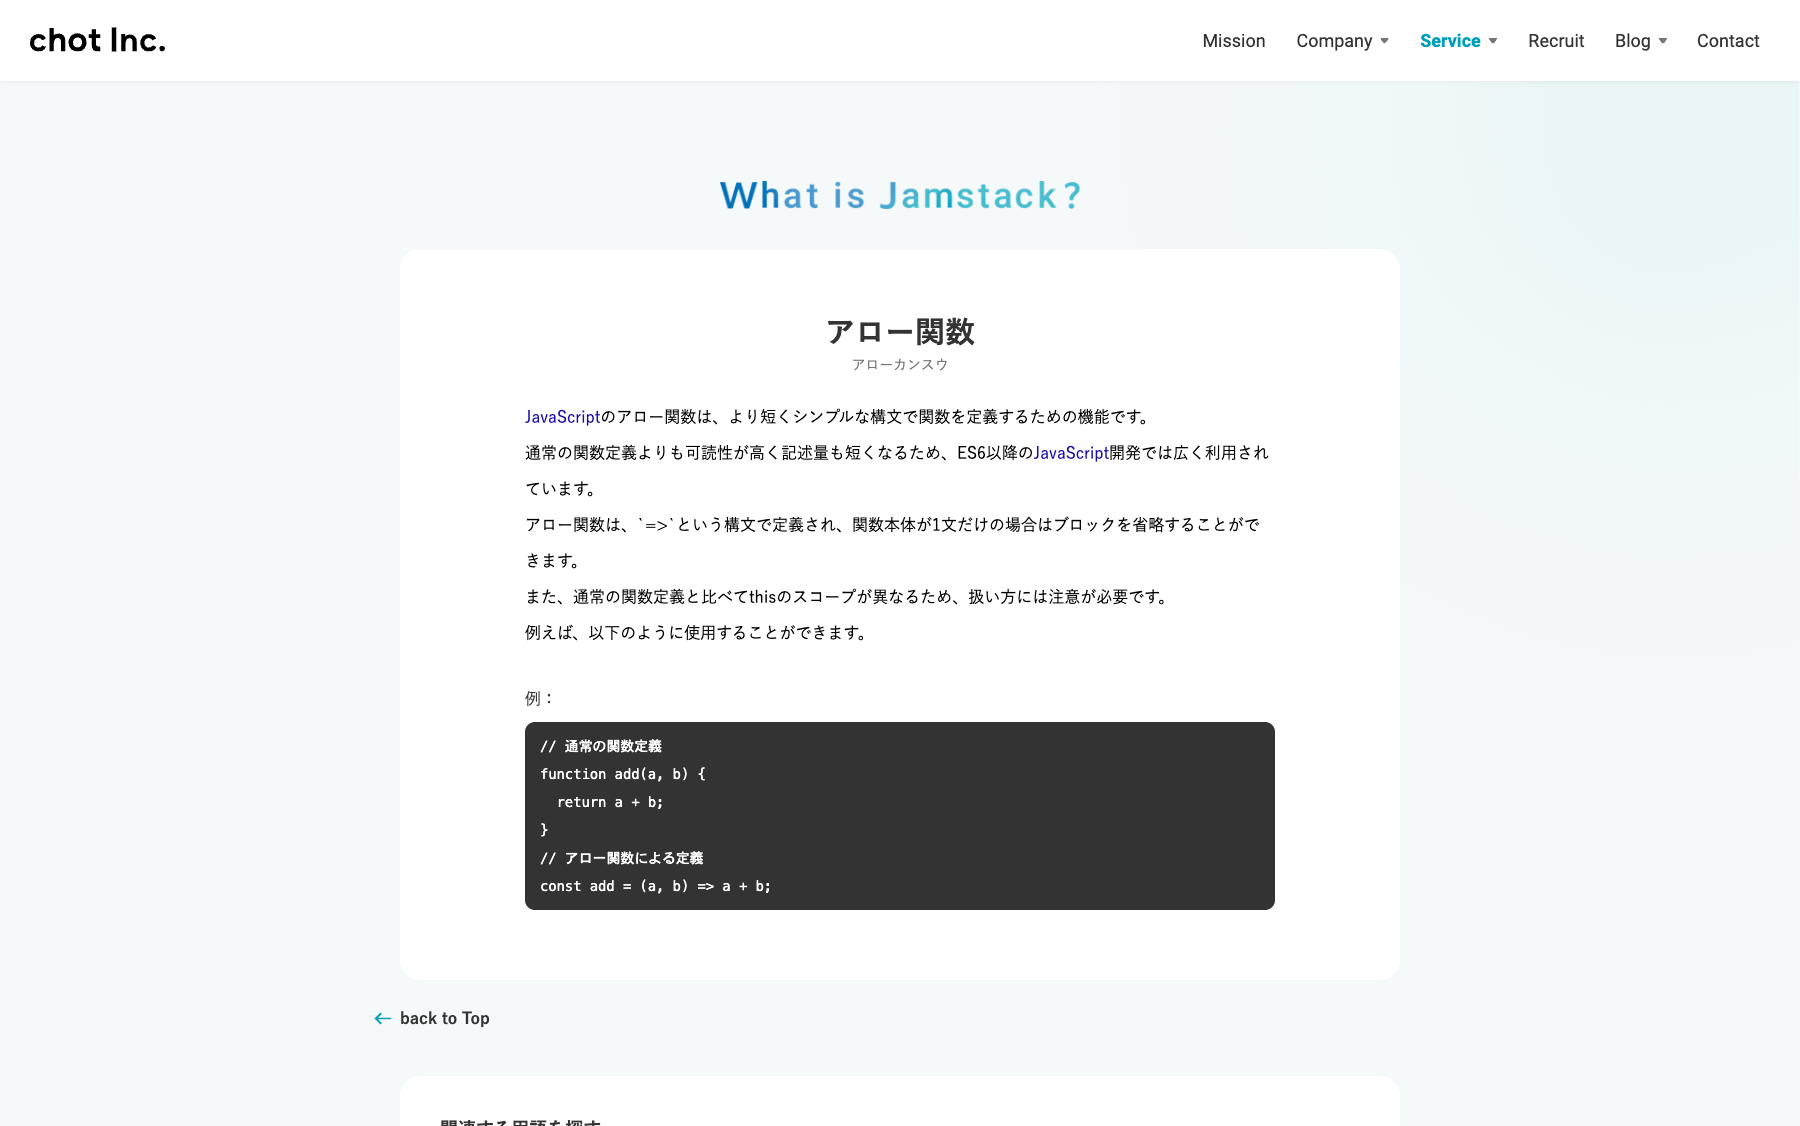 chot Inc.
Mission Company Service Recruit Blog Contact
What is Jamstack?
アロー関数
アローカンスウ
JavaScriptのアロー関数は、より短くシンプルな構文で関数を定義するための機能です。
通常の関数定義よりも可読性が高く記述量も短くなるため、ES6以降のJavaScript開発では広く利用され
ています。
アロー関数は、`=>`という構文で定義され、関数本体が1文だけの場合はブロックを省略することがで
きます。
また、通常の関数定義と比べてthisのスコープが異なるため、扱い方には注意が必要です。
例えば、以下のように使用することができます。
例：
// 通常の関数定義
function add(a, b) {
  return a + b;
}
// アロー関数による定義
const add = (a, b) => a + b;
← back to Top
関連する用語を探す